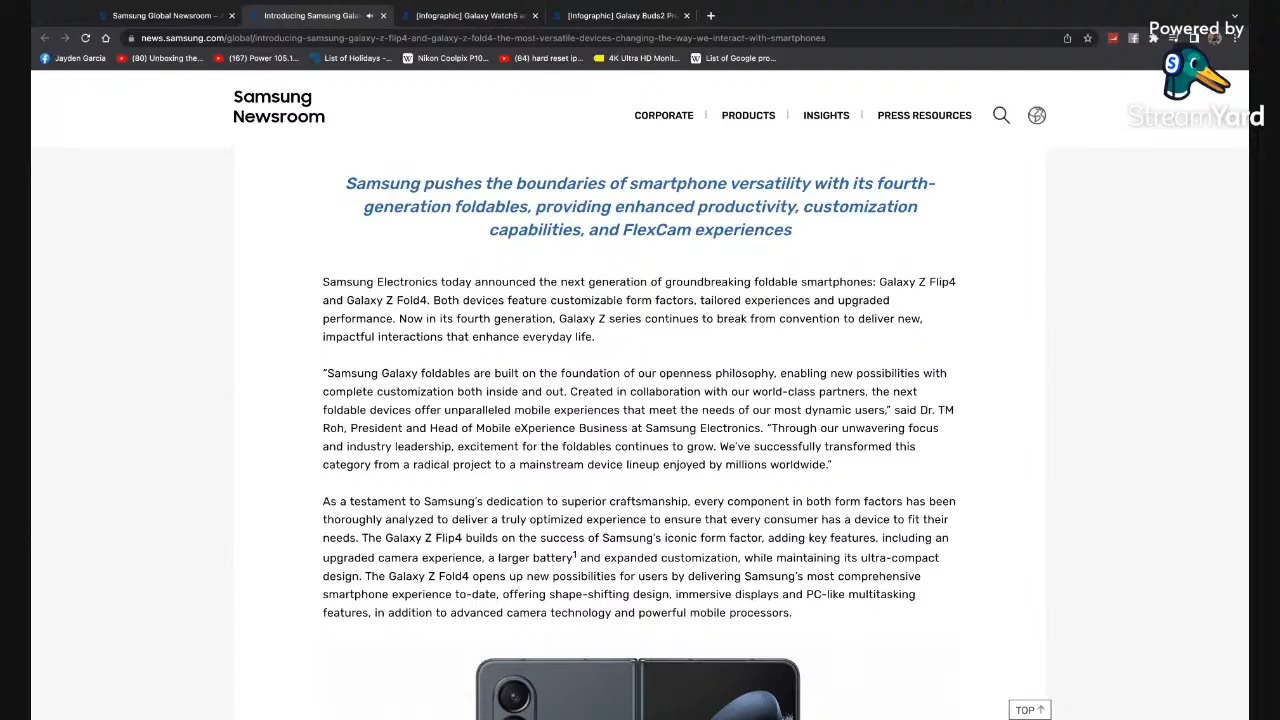 Samsung Global Newsroom –
Introducing Samsung Gala
[Infographic] Galaxy Watch5
[Infographic] Galaxy Buds2 Pr
news.samsung.com/global/introducing-samsung-galaxy-z-flip4-and-galaxy-z-fold4-the-most-versatile-devices-changing-the-way-we-interact-with-smartphones
Jayden Garcia
(80) Unboxing the...
(167) Power 105.1...
List of Holidays -...
Nikon Coolpix P10...
(84) hard reset ip...
4K Ultra HD Monit...
List of Google pro...
Powered by
StreamYard
Samsung
Newsroom
CORPORATE | PRODUCTS | INSIGHTS | PRESS RESOURCES
Samsung pushes the boundaries of smartphone versatility with its fourth-
generation foldables, providing enhanced productivity, customization
capabilities, and FlexCam experiences
Samsung Electronics today announced the next generation of groundbreaking foldable smartphones: Galaxy Z Flip4
and Galaxy Z Fold4. Both devices feature customizable form factors, tailored experiences and upgraded
performance. Now in its fourth generation, Galaxy Z series continues to break from convention to deliver new,
impactful interactions that enhance everyday life.
“Samsung Galaxy foldables are built on the foundation of our openness philosophy, enabling new possibilities with
complete customization both inside and out. Created in collaboration with our world-class partners, the next
foldable devices offer unparalleled mobile experiences that meet the needs of our most dynamic users,” said Dr. TM
Roh, President and Head of Mobile eXperience Business at Samsung Electronics. “Through our unwavering focus
and industry leadership, excitement for the foldables continues to grow. We’ve successfully transformed this
category from a radical project to a mainstream device lineup enjoyed by millions worldwide.”
As a testament to Samsung’s dedication to superior craftsmanship, every component in both form factors has been
thoroughly analyzed to deliver a truly optimized experience to ensure that every consumer has a device to fit their
needs. The Galaxy Z Flip4 builds on the success of Samsung’s iconic form factor, adding key features, including an
upgraded camera experience, a larger battery¹ and expanded customization, while maintaining its ultra-compact
design. The Galaxy Z Fold4 opens up new possibilities for users by delivering Samsung’s most comprehensive
smartphone experience to-date, offering shape-shifting design, immersive displays and PC-like multitasking
features, in addition to advanced camera technology and powerful mobile processors.
TOP